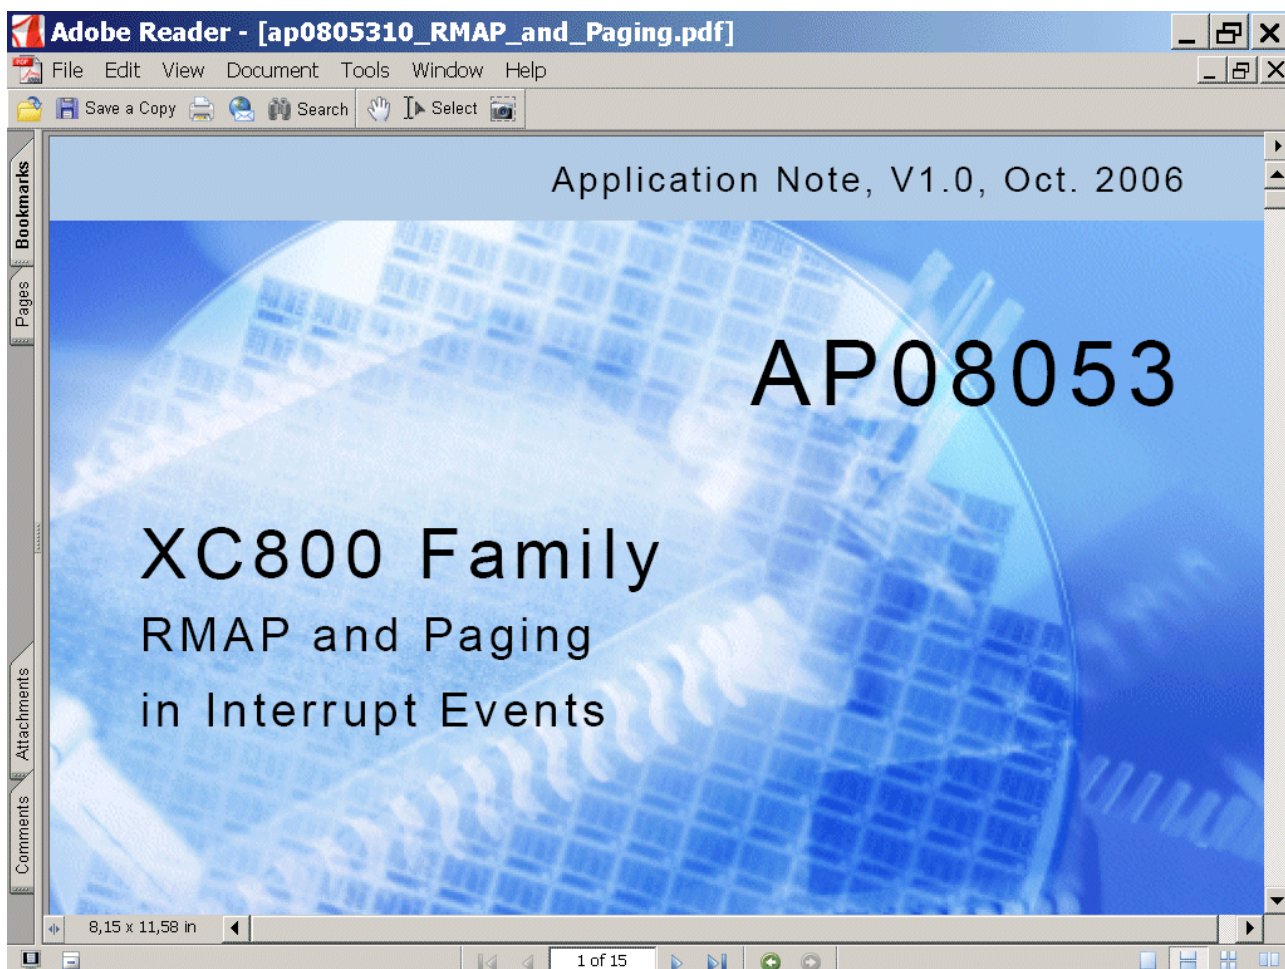 Adobe Reader - [ap0805310_RMAP_and_Paging.pdf]
File Edit View Document Tools Window Help
Save a Copy Search Select
Bookmarks
Pages
Attachments
Comments
Application Note, V1.0, Oct. 2006
AP08053
XC800 Family
RMAP and Paging
in Interrupt Events
8,15 x 11,58 in
1 of 15